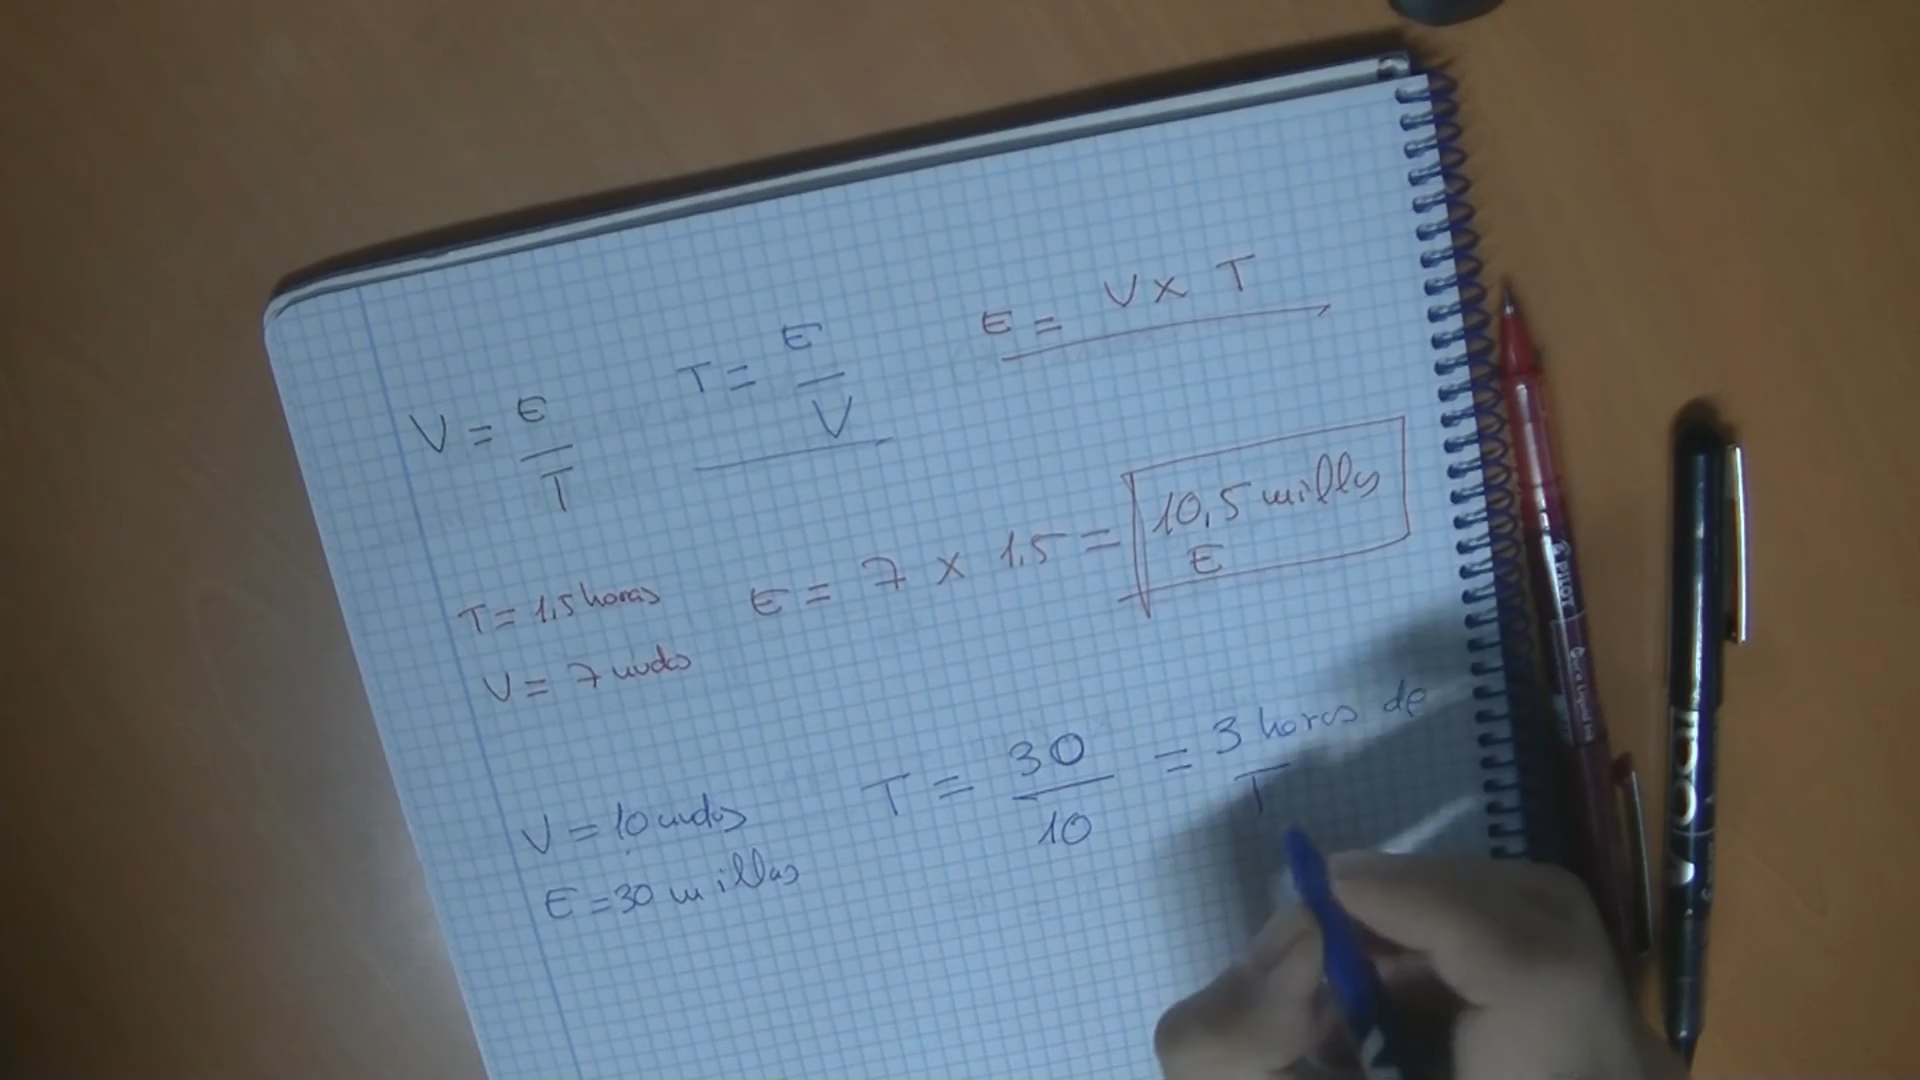 V = E / T
T = E / V
E = V x T
T = 1,5 horas
V = 7 nudos
E = 7 x 1,5 = 10,5 millas
E
V = 10 nudos
E = 30 millas
T = 30 / 10 = 3 horas de
T
PILOT